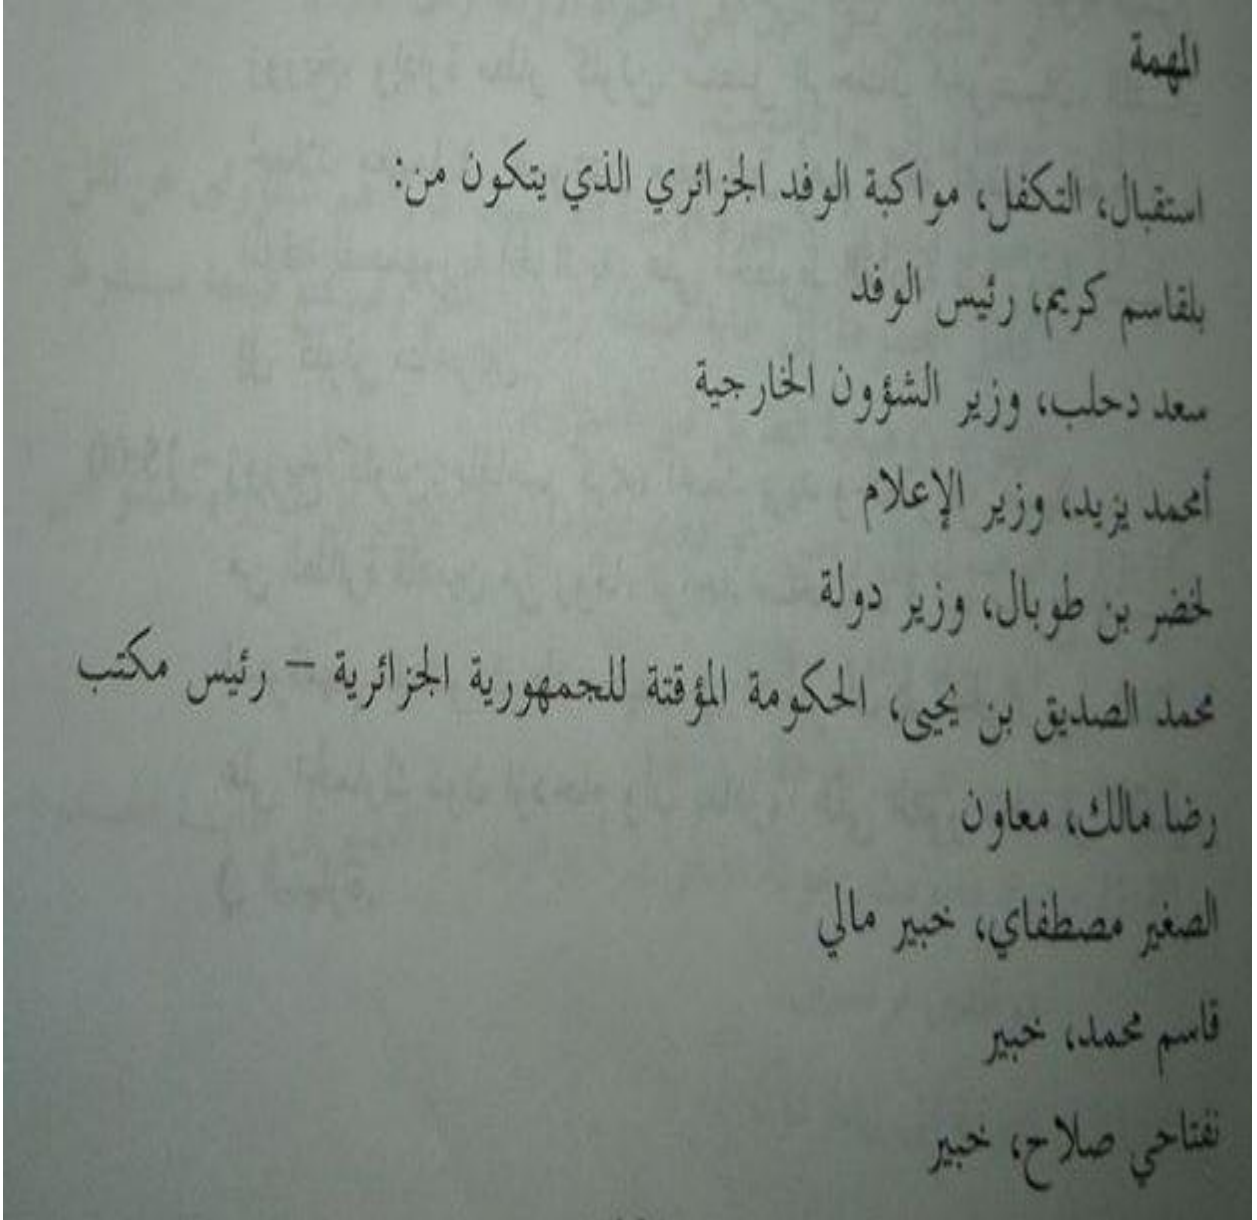 المهمة
استقبال، التكفل، مواكبة الوفد الجزائري الذي يتكون من:
بلقاسم كريم، رئيس الوفد
سعد دحلب، وزير الشؤون الخارجية
أمحمد يزيد، وزير الإعلام
لخضر بن طوبال، وزير دولة
محمد الصديق بن يحيى، الحكومة المؤقتة للجمهورية الجزائرية – رئيس مكتب
رضا مالك، معاون
الصغير مصطفاي، خبير مالي
قاسم محمد، خبير
نفتاحي صلاح، خبير